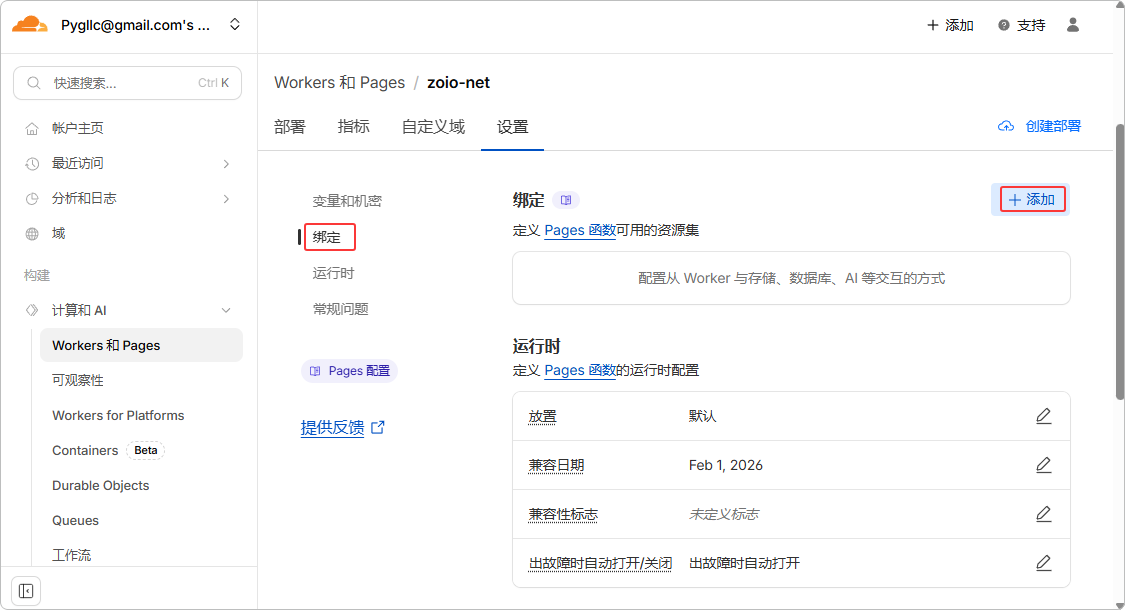 Pygllc@gmail.com's ...
添加
支持
快速搜索... Ctrl K
帐户主页
最近访问
分析和日志
域
构建
计算和 AI
Workers 和 Pages
可观察性
Workers for Platforms
Containers Beta
Durable Objects
Queues
工作流
Workers 和 Pages / zoio-net
部署 指标 自定义域 设置
创建部署
变量和机密
绑定
运行时
常规问题
Pages 配置
提供反馈
绑定
添加
定义 Pages 函数可用的资源集
配置从 Worker 与存储、数据库、AI 等交互的方式
运行时
定义 Pages 函数的运行时配置
放置 默认
兼容日期 Feb 1, 2026
兼容性标志 未定义标志
出故障时自动打开/关闭 出故障时自动打开